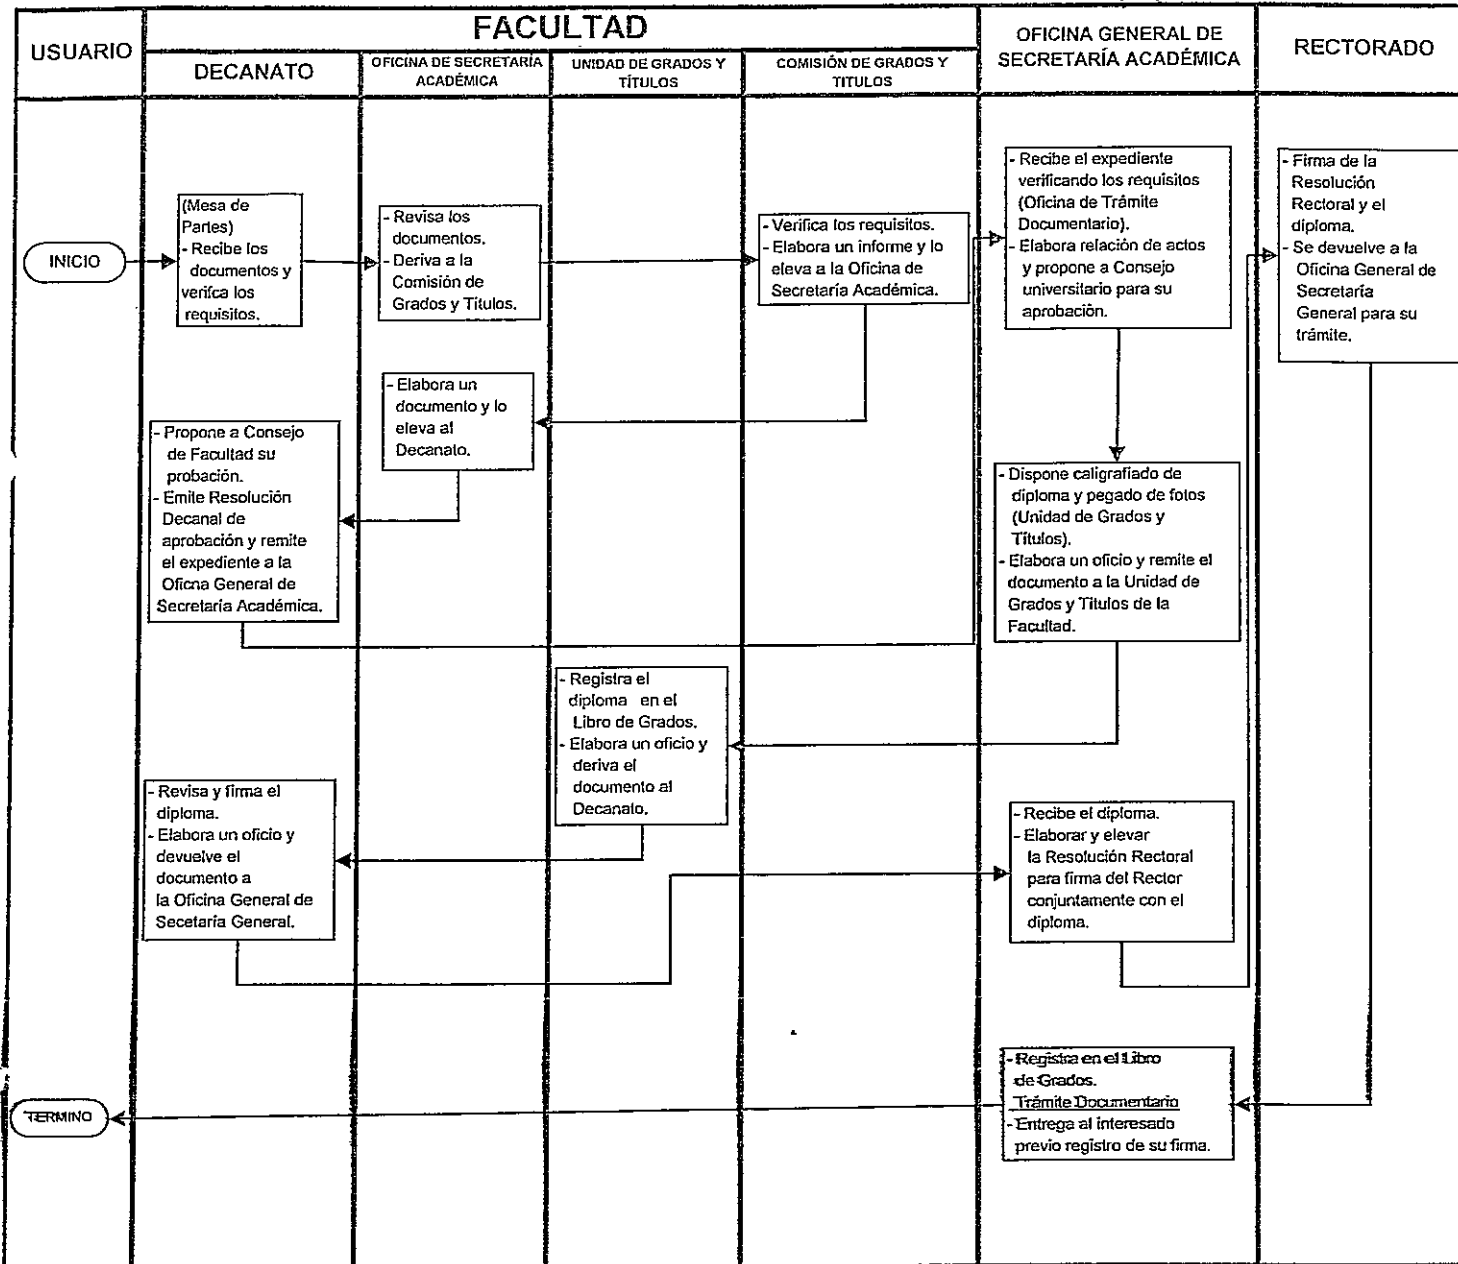 FACULTAD
USUARIO
DECANATO
OFICINA DE SECRETARÍA
ACADÉMICA
UNIDAD DE GRADOS Y
TÍTULOS
COMISIÓN DE GRADOS Y
TITULOS
OFICINA GENERAL DE
SECRETARÍA ACADÉMICA
RECTORADO
INICIO
(Mesa de
Partes)
- Recibe los
documentos y
verifca los
requisitos.
- Revisa los
documentos.
- Deriva a la
Comisión de
Grados y Títulos.
- Verifica los requisitos.
- Elabora un informe y lo
eleva a la Oficina de
Secretaría Académica.
- Recibe el expediente
verificando los requisitos
(Oficina de Trámite
Documentario).
- Elabora relación de actos
y propone a Consejo
universitario para su
aprobación.
- Firma de la
Resolución
Rectoral y el
diploma.
- Se devuelve a la
Oficina General de
Secretaría
General para su
trámite.
- Elabora un
documento y lo
eleva al
Decanato.
- Propone a Consejo
de Facultad su
probación.
- Emite Resolución
Decanal de
aprobación y remite
el expediente a la
Oficna General de
Secretaría Académica.
- Dispone caligrafiado de
diploma y pegado de fotos
(Unidad de Grados y
Títulos).
- Elabora un oficio y remite el
documento a la Unidad de
Grados y Titulos de la
Facultad.
- Registra el
diploma en el
Libro de Grados.
- Elabora un oficio y
deriva el
documento al
Decanato.
- Revisa y firma el
diploma.
- Elabora un oficio y
devuelve el
documento a
la Oficina General de
Secetaría General.
- Recibe el diploma.
- Elaborar y elevar
la Resolución Rectoral
para firma del Rector
conjuntamente con el
diploma.
- Registra en el Libro
de Grados.
Trámite Documentario
- Entrega al interesado
previo registro de su firma.
TERMINO